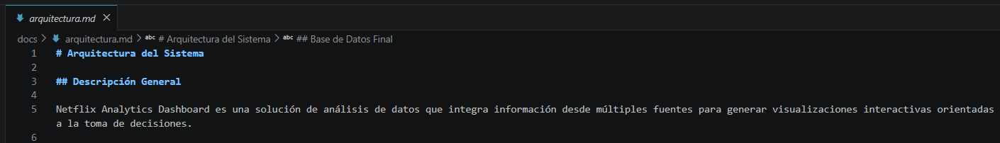 arquitectura.md
docs > arquitectura.md > abc # Arquitectura del Sistema > abc ## Base de Datos Final
1 # Arquitectura del Sistema
2
3 ## Descripción General
4
5 Netflix Analytics Dashboard es una solución de análisis de datos que integra información desde múltiples fuentes para generar visualizaciones interactivas orientadas
a la toma de decisiones.
6